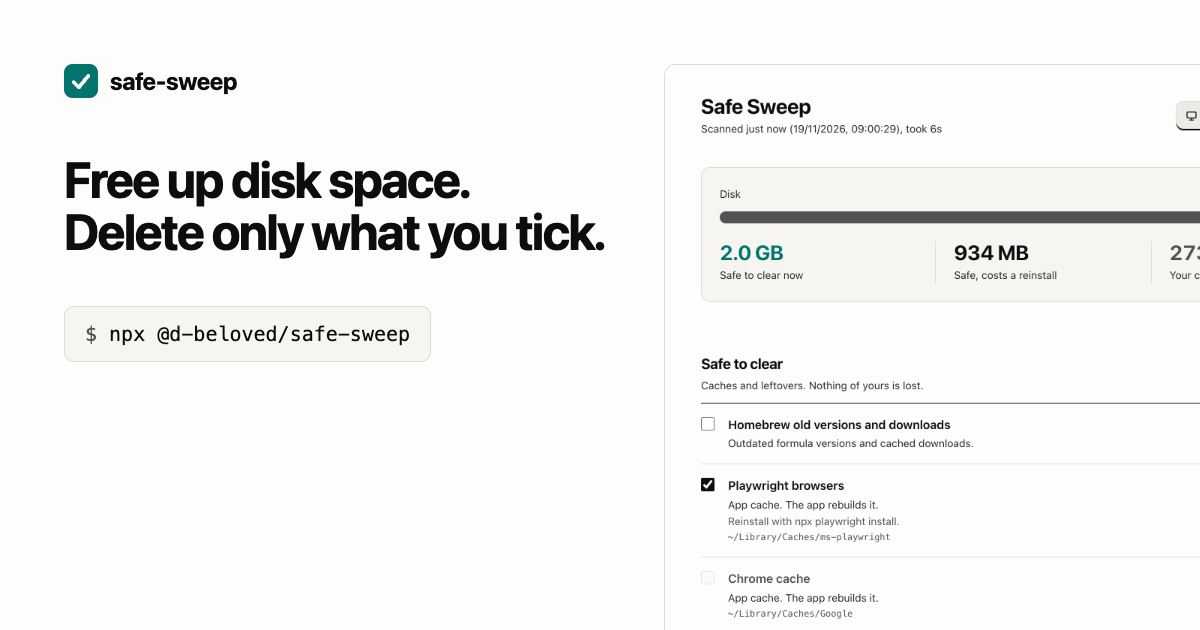 safe-sweep
Free up disk space.
Delete only what you tick.
$ npx @d-beloved/safe-sweep
Safe Sweep
Scanned just now (19/11/2026, 09:00:29), took 6s
Disk
2.0 GB
Safe to clear now
934 MB
Safe, costs a reinstall
273
Your c
Safe to clear
Caches and leftovers. Nothing of yours is lost.
Homebrew old versions and downloads
Outdated formula versions and cached downloads.
Playwright browsers
App cache. The app rebuilds it.
Reinstall with npx playwright install.
~/Library/Caches/ms-playwright
Chrome cache
App cache. The app rebuilds it.
~/Library/Caches/Google